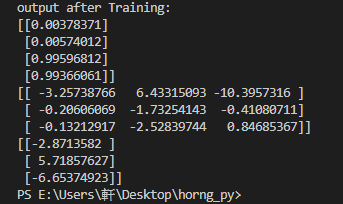 output after Training:
[[0.00378371]
 [0.00574012]
 [0.99596812]
 [0.99366061]]
[[ -3.25738766   6.43315093 -10.3957316 ]
 [ -0.20606069  -1.73254143  -0.41080711]
 [ -0.13212917  -2.52839744   0.84685367]]
[[-2.8713582 ]
 [ 5.71857627]
 [-6.65374923]]
PS E:\Users\軒\Desktop\horng_py>